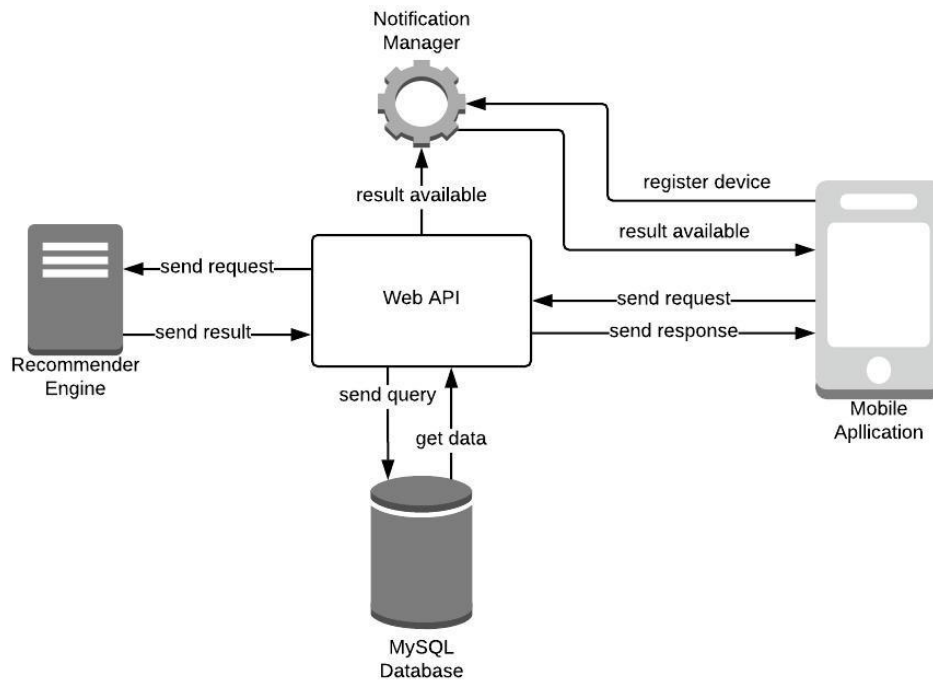 Notification
Manager
register device
result available
result available
send request
Web API
send request
send result
send response
Recommender
Engine
send query
Mobile
Apllication
get data
MySQL
Database